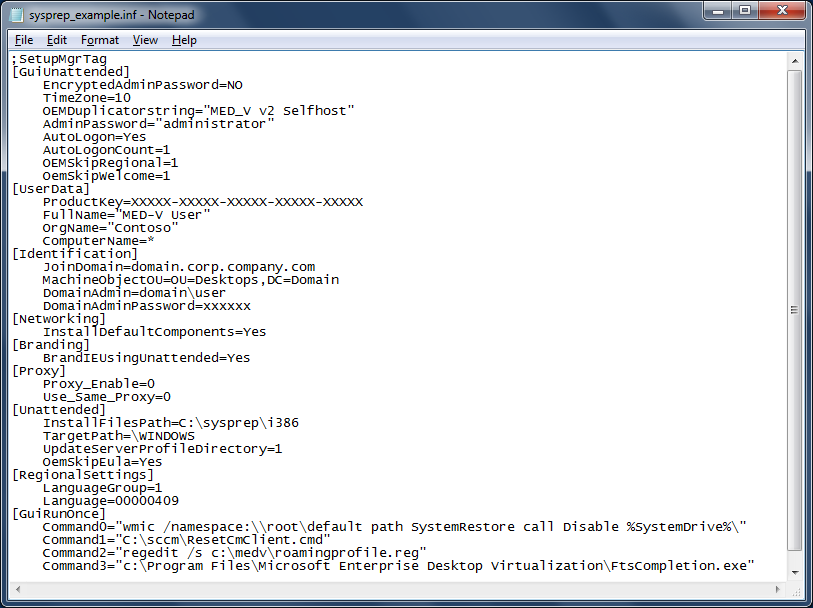 sysprep_example.inf - Notepad
File Edit Format View Help
;SetupMgrTag
[GuiUnattended]
EncryptedAdminPassword=NO
TimeZone=10
OEMDuplicatorstring="MED_V v2 Selfhost"
AdminPassword="administrator"
AutoLogon=Yes
AutoLogonCount=1
OEMSkipRegional=1
OemSkipWelcome=1
[UserData]
ProductKey=XXXXX-XXXXX-XXXXX-XXXXX-XXXXX
FullName="MED-V User"
OrgName="Contoso"
ComputerName=*
[Identification]
JoinDomain=domain.corp.company.com
MachineObjectOU=OU=Desktops,DC=Domain
DomainAdmin=domain\user
DomainAdminPassword=xxxxxx
[Networking]
InstallDefaultComponents=Yes
[Branding]
BrandIEUsingUnattended=Yes
[Proxy]
Proxy_Enable=0
Use_Same_Proxy=0
[Unattended]
InstallFilesPath=C:\sysprep\i386
TargetPath=\WINDOWS
UpdateServerProfileDirectory=1
OemSkipEula=Yes
[RegionalSettings]
LanguageGroup=1
Language=00000409
[GuiRunOnce]
Command0="wmic /namespace:\\root\default path SystemRestore call Disable %SystemDrive%\"
Command1="C:\sccm\ResetCmClient.cmd"
Command2="regedit /s c:\medv\roamingprofile.reg"
Command3="c:\Program Files\Microsoft Enterprise Desktop Virtualization\FtsCompletion.exe"